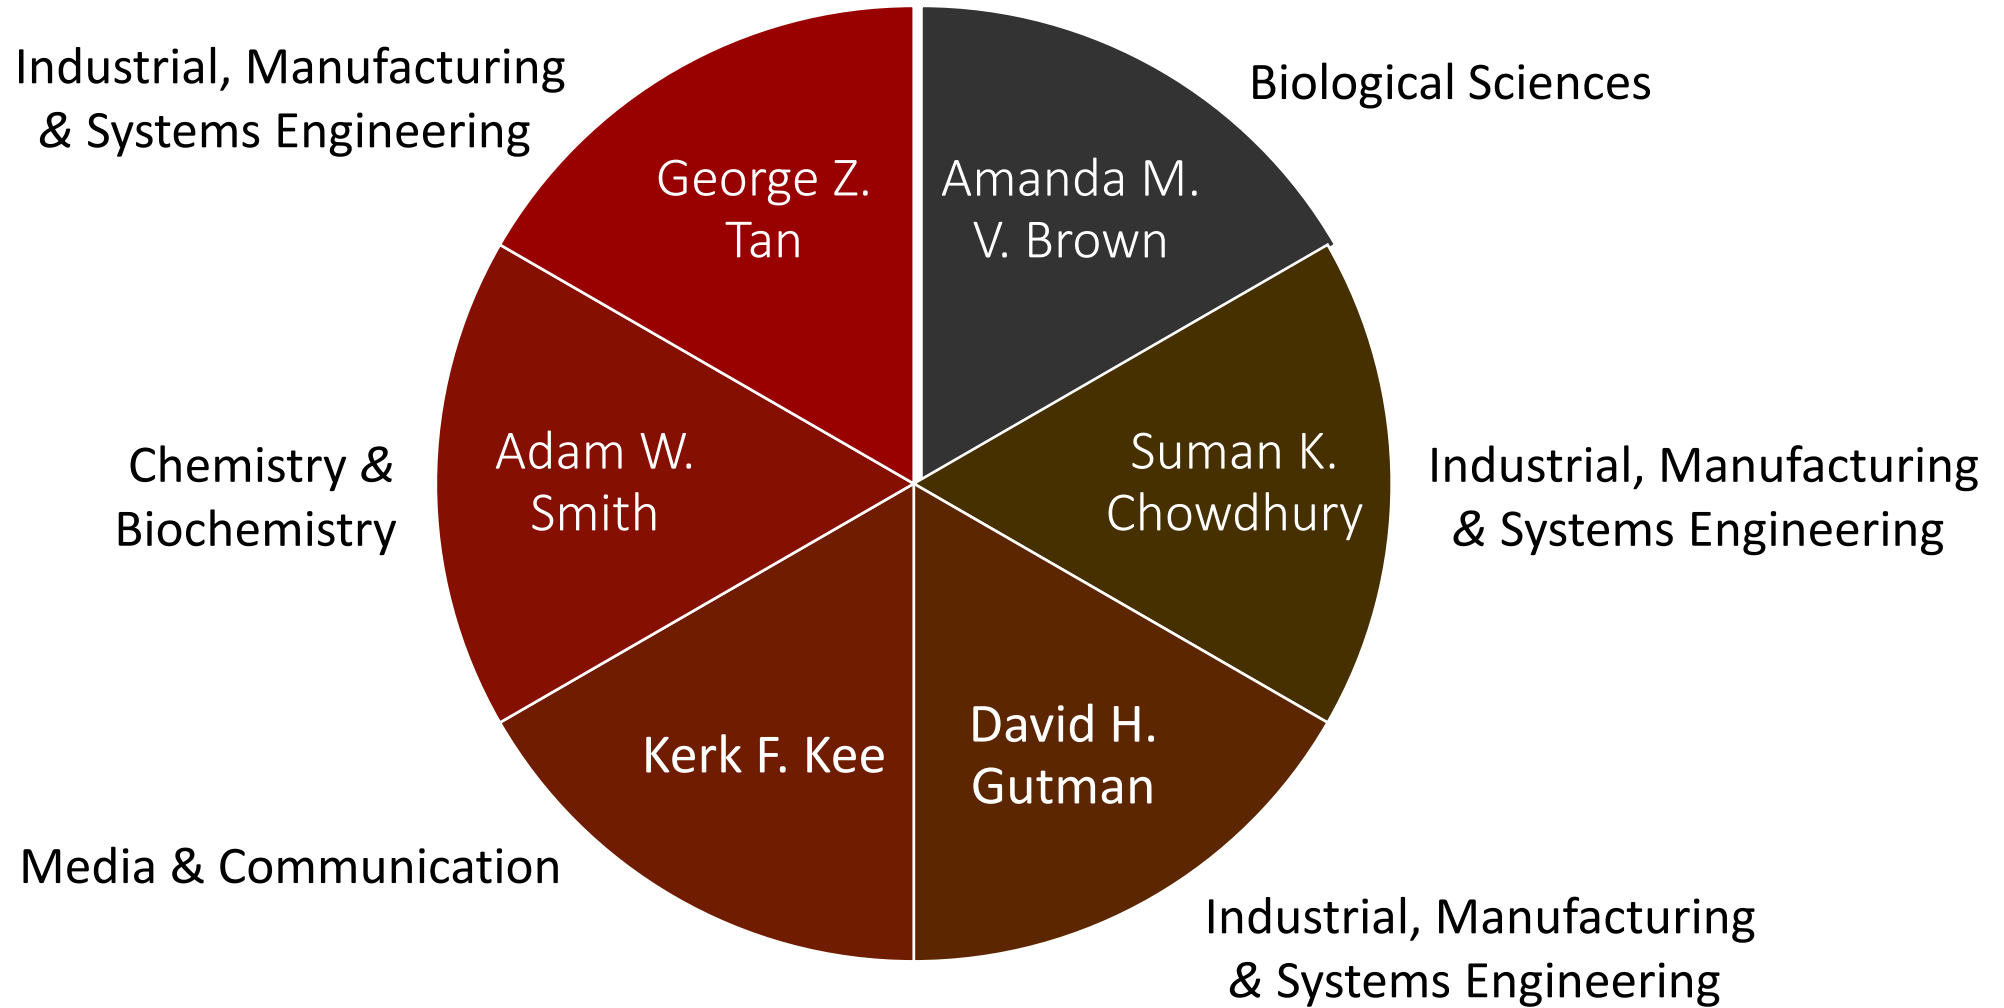 Industrial, Manufacturing
& Systems Engineering
George Z.
Tan
Amanda M.
V. Brown
Biological Sciences
Chemistry &
Biochemistry
Adam W.
Smith
Suman K.
Chowdhury
Industrial, Manufacturing
& Systems Engineering
Media & Communication
Kerk F. Kee
David H.
Gutman
Industrial, Manufacturing
& Systems Engineering